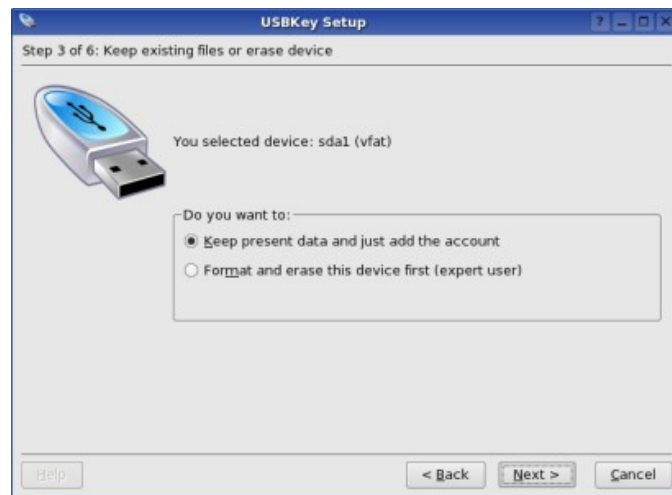 USBKey Setup
Step 3 of 6: Keep existing files or erase device
You selected device: sda1 (vfat)
Do you want to:
Keep present data and just add the account
Format and erase this device first (expert user)
Help
< Back
Next >
Cancel